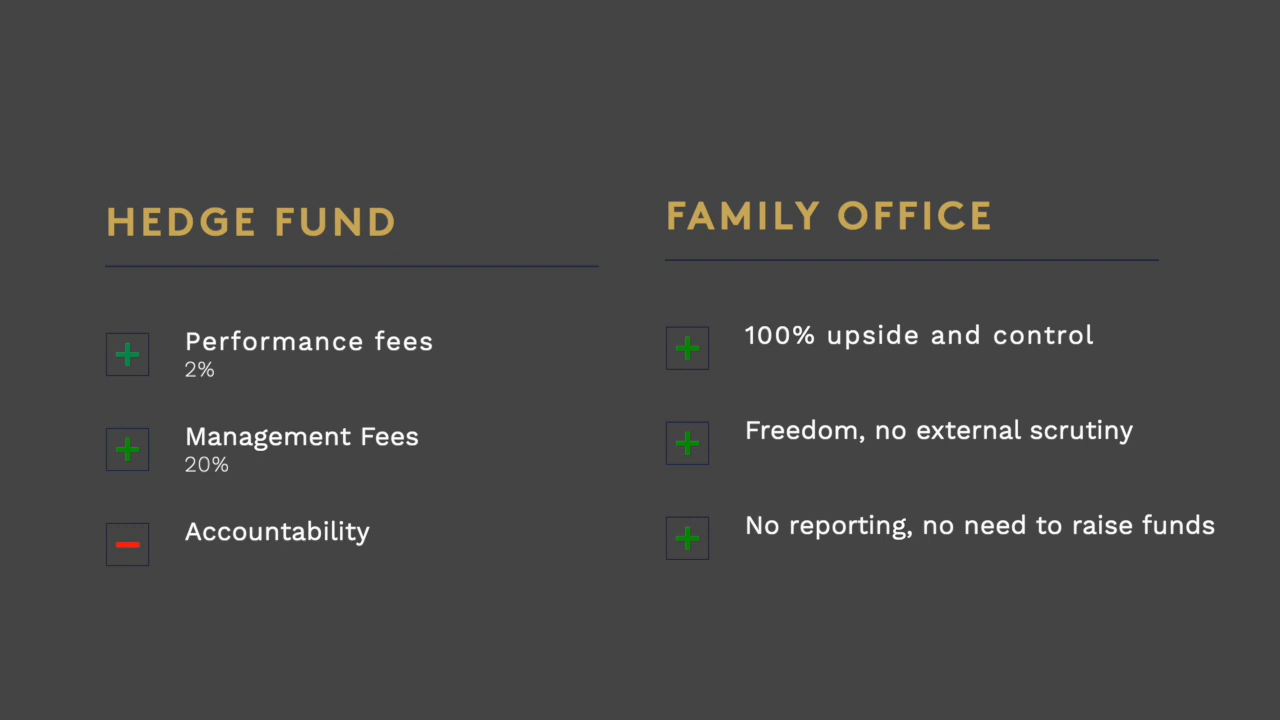 HEDGE FUND
Performance fees
2%
Management Fees
20%
Accountability
FAMILY OFFICE
100% upside and control
Freedom, no external scrutiny
No reporting, no need to raise funds